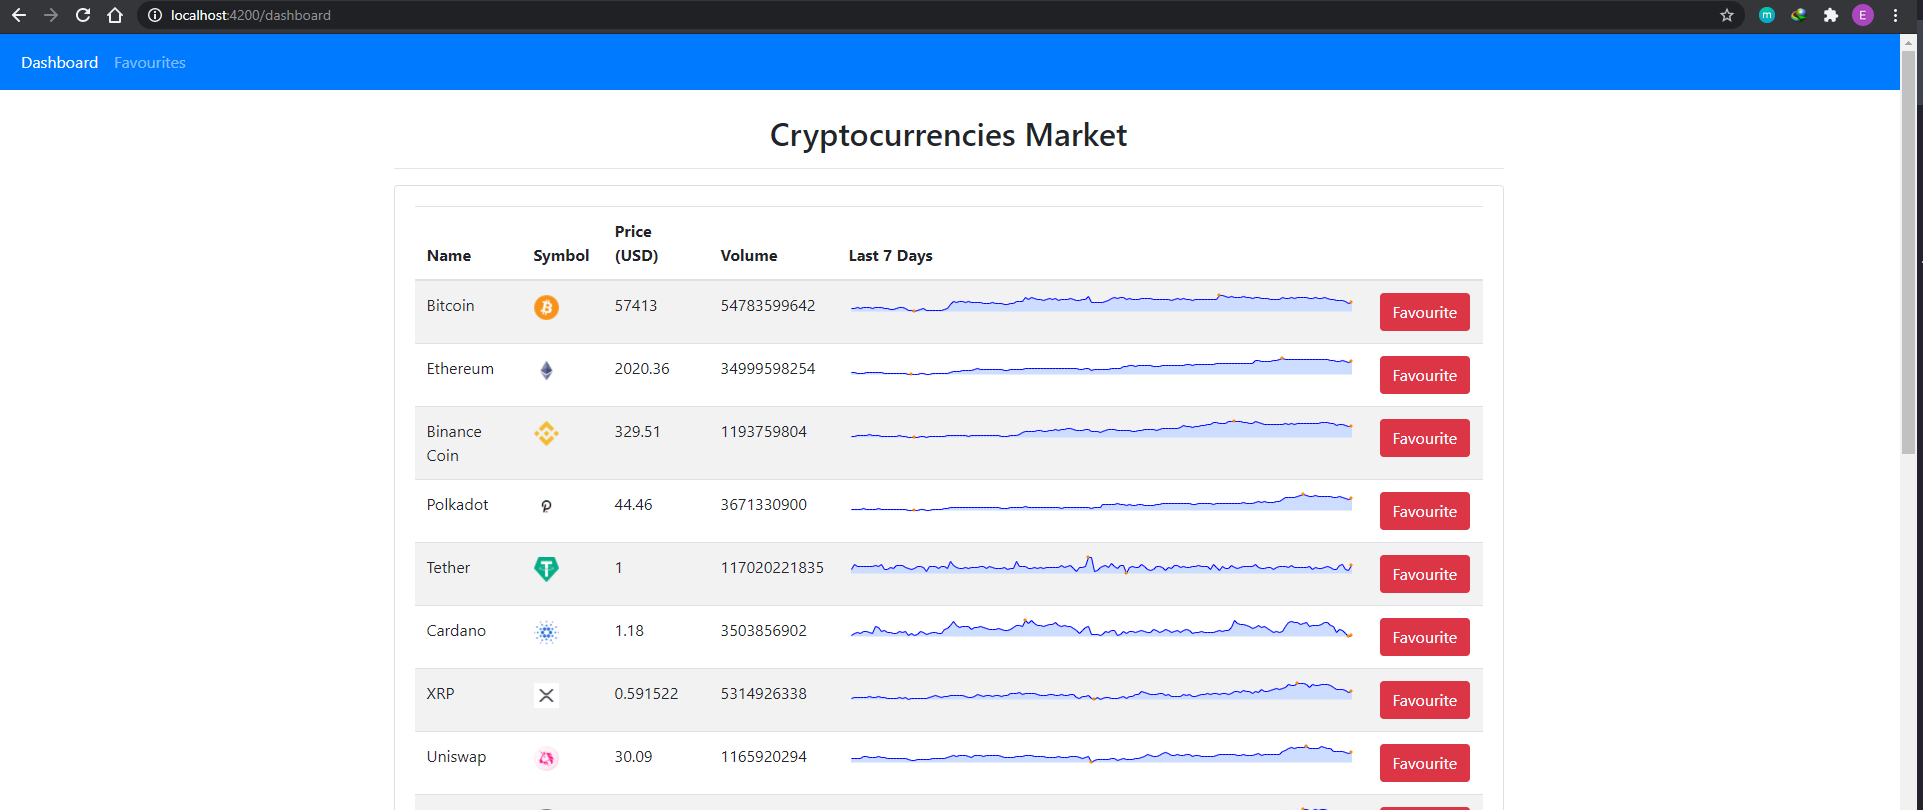 localhost:4200/dashboard
m
E
Dashboard Favourites
Cryptocurrencies Market
Name Symbol Price (USD) Volume Last 7 Days
Bitcoin 57413 54783599642 Favourite
Ethereum 2020.36 34999598254 Favourite
Binance Coin 329.51 1193759804 Favourite
Polkadot 44.46 3671330900 Favourite
Tether 1 117020221835 Favourite
Cardano 1.18 3503856902 Favourite
XRP 0.591522 5314926338 Favourite
Uniswap 30.09 1165920294 Favourite